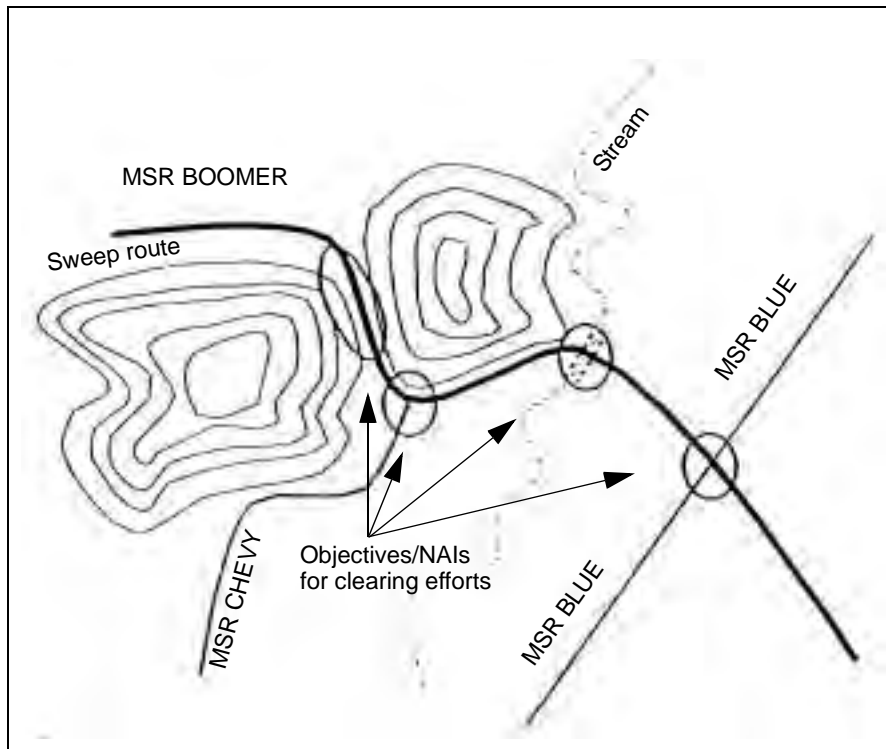 Stream
MSR BOOMER
Sweep route
MSR BLUE
Objectives/NAIs
for clearing efforts
MSR CHEVY
MSR BLUE